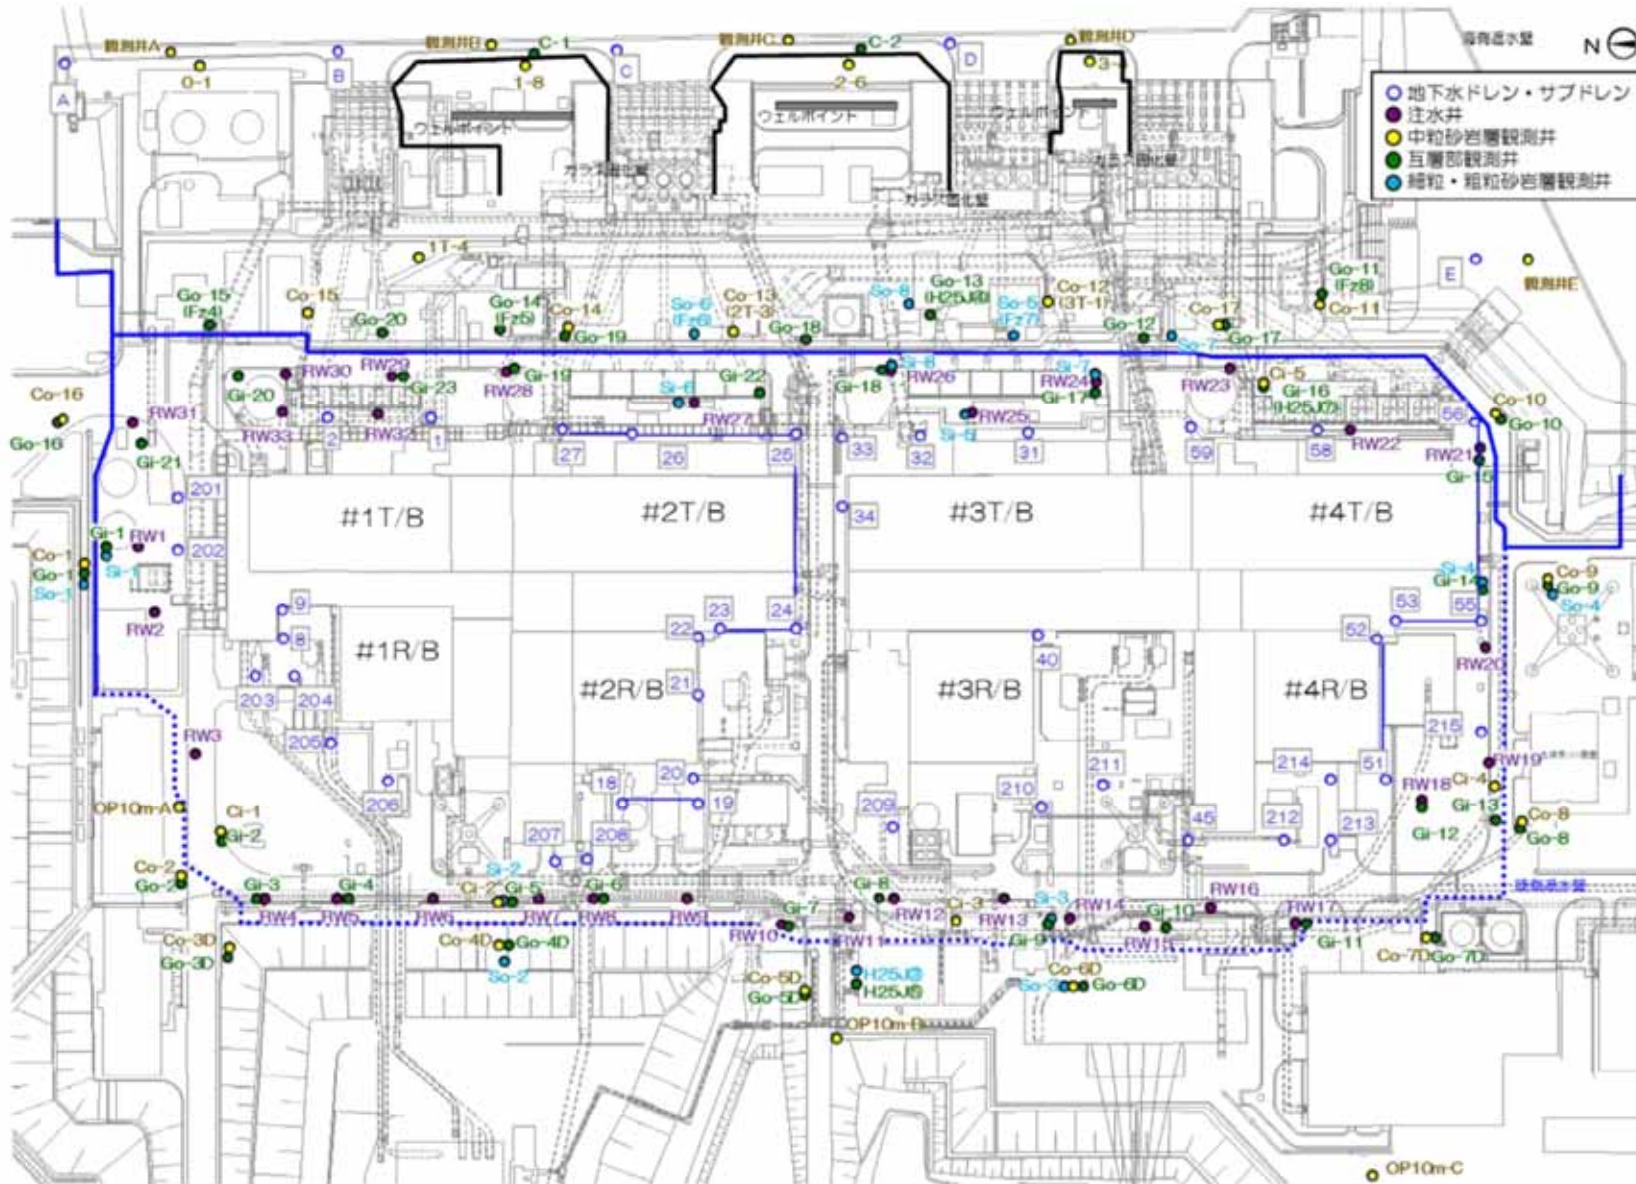 観測井A
観測井B
C-1
観測井C
C-2
観測井D
海側遮水壁
N
A
0-1
B
1-8
C
2-6
D
3-
地下水ドレン・サブドレン
注水井
中粒砂岩層観測井
互層部観測井
細粒・粗粒砂岩層観測井
ウェルポイント
ウェルポイント
ウェルポイント
ガラス固化壁
ガラス固化壁
ガラス固化壁
1T-4
E
観測井E
Go-15
(Fz4)
Co-15
Go-20
Go-14
(Fz5)
Co-14
Go-19
So-6
(Fz6)
Co-13
(2T-3)
Go-18
So-8
Go-13
So-5
(Fz7)
Co-12
(3T-1)
Go-12
So-7
Co-17
Go-17
Go-11
(Fz8)
Co-11
Co-16
Go-16
RW31
Gi-21
Gi-20
RW30
RW33
2
RW29
Gi-23
RW32
1
RW28
Gi-19
27
Si-6
26
RW27
Gi-22
25
Gi-18
Si-8
RW26
33
32
Si-5
RW25
31
Si-7
RW24
Gi-17
RW23
59
Ci-5
Gi-16
58
RW22
56
RW21
Gi-15
Co-10
Go-10
201
202
34
#1T/B
#2T/B
#3T/B
#4T/B
Co-1
Go-1
So-1
Gi-1
Si-1
RW1
RW2
Si-4
Gi-14
55
53
52
RW20
Co-9
Go-9
So-4
9
8
203
204
205
206
#1R/B
#2R/B
#3R/B
#4R/B
22
23
24
21
20
18
19
40
RW3
207
208
209
210
211
45
212
213
214
51
215
RW18
Gi-12
RW19
Ci-4
Gi-13
Co-8
Go-8
OP10m-A
Ci-1
Gi-2
Co-2
Go-2
Gi-3
RW4
Gi-4
RW5
RW6
Si-2
Ci-2
Gi-5
RW7
Gi-6
RW8
RW9
RW10
Gi-7
RW11
Gi-8
RW12
Ci-3
RW13
Si-3
Gi-9
RW14
RW15
Gi-10
RW16
RW17
Gi-11
陸側遮水壁
Co-3D
Go-3D
Co-4D
Go-4D
So-2
Co-5D
Go-5D
So-3
Co-6D
Go-6D
Co-7D
Go-7D
OP10m-B
OP10m-C